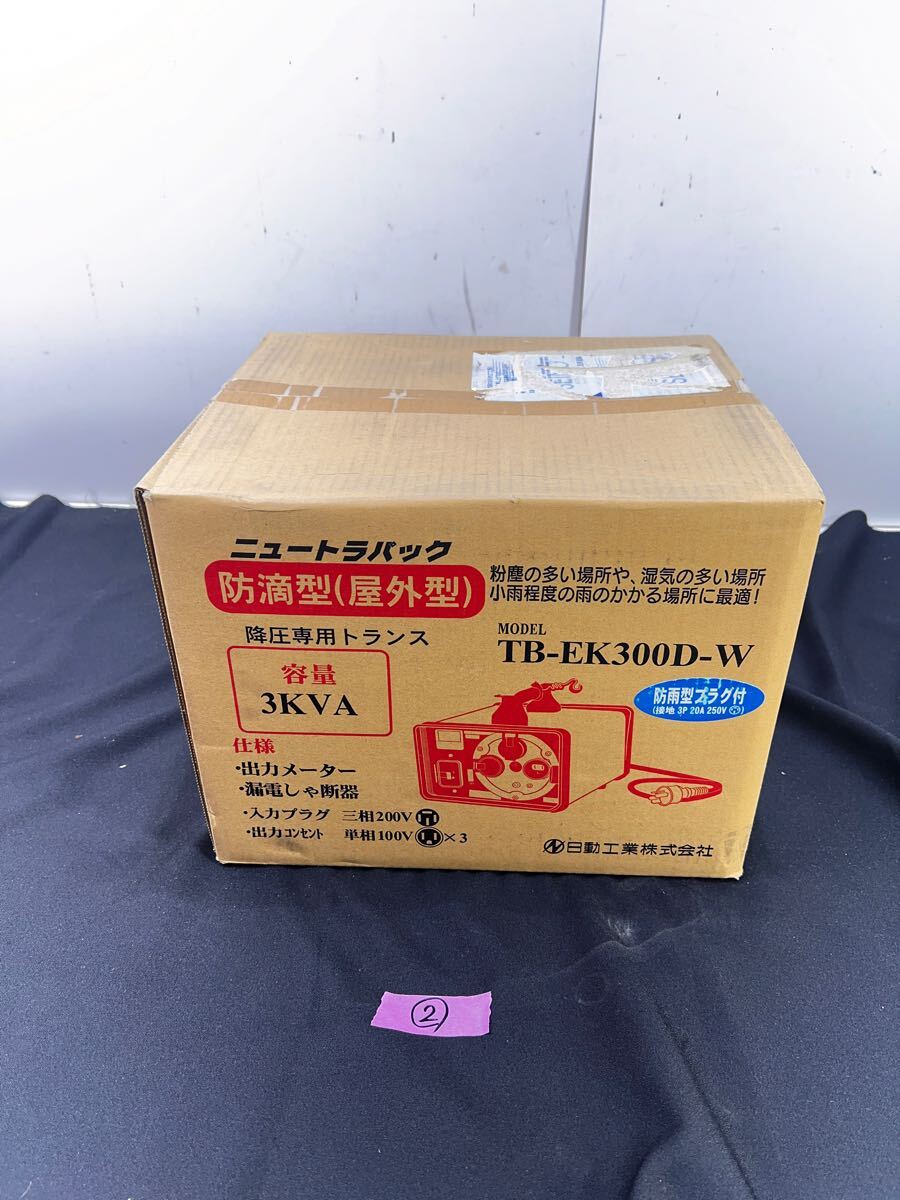 ニュートラパック
防滴型(屋外型)
粉塵の多い場所や、湿気の多い場所
小雨程度の雨のかかる場所に最適!
降圧専用トランス
MODEL
TB-EK300D-W
容量
3KVA
防雨型プラグ付
(接地 3P 20A 250V)
仕様
・出力メーター
・漏電しゃ断器
・入力プラグ 三相200V
・出力コンセント 単相100V ×3
日動工業株式会社
②